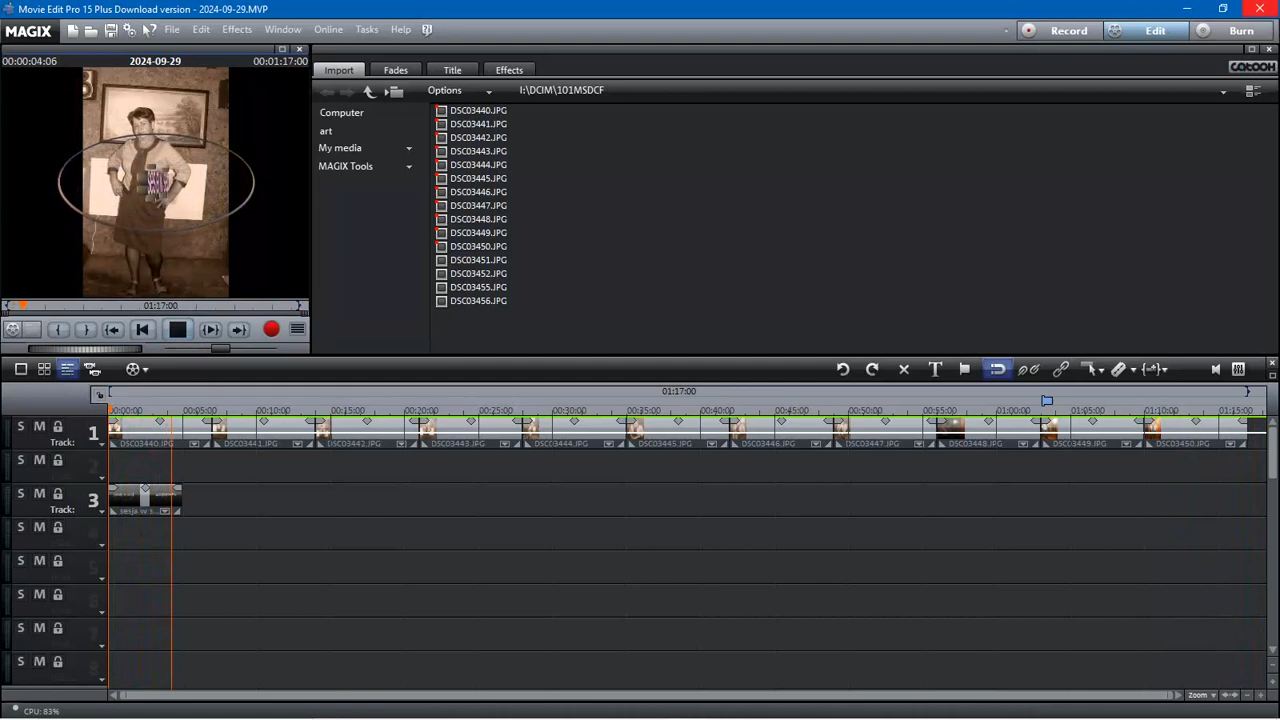 Movie Edit Pro 15 Plus Download version - 2024-09-29.MVP
MAGIX File Edit Effects Window Online Tasks Help Record Edit Burn
00:00:04:06 2024-09-29 00:01:17:00
Import Fades Title Effects catooh
Options I:\DCIM\101MSDCF
Computer
art
My media
MAGIX Tools
DSC03440.JPG
DSC03441.JPG
DSC03442.JPG
DSC03443.JPG
DSC03444.JPG
DSC03445.JPG
DSC03446.JPG
DSC03447.JPG
DSC03448.JPG
DSC03449.JPG
DSC03450.JPG
DSC03451.JPG
DSC03452.JPG
DSC03455.JPG
DSC03456.JPG
01:17:00
01:17:00
00:00:00 00:05:00 00:10:00 00:15:00 00:20:00 00:25:00 00:30:00 00:35:00 00:40:00 00:45:00 00:50:00 00:55:00 01:00:00 01:05:00 01:10:00 01:15:00
S M 1
Track:
DSC03440.JPG DSC03441.JPG DSC03442.JPG DSC03443.JPG DSC03444.JPG DSC03445.JPG DSC03446.JPG DSC03447.JPG DSC03448.JPG DSC03449.JPG DSC03450.JPG
S M 2
S M 3
Track: sesja w s...
S M 4
S M 5
S M 6
S M 7
S M 8
Zoom
CPU: 83%